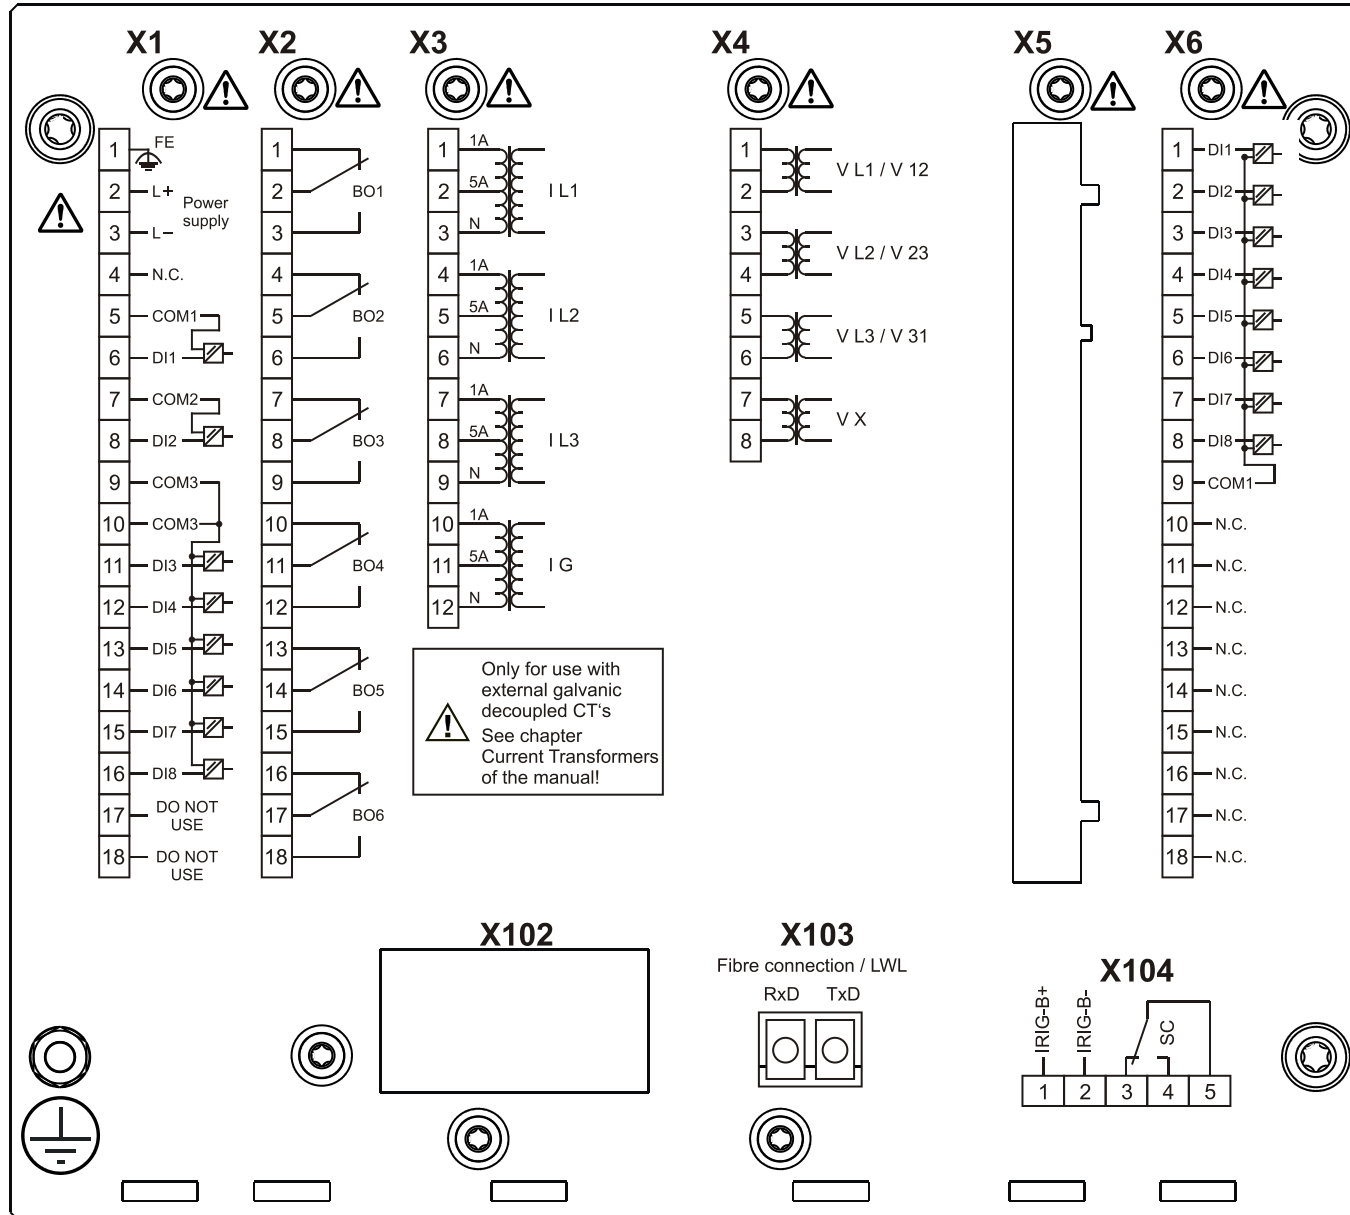 X1 X2 X3 X4 X5 X6
1 FE
2 L+
Power
supply
3 L−
4 N.C.
5 COM1
6 DI1
7 COM2
8 DI2
9 COM3
10 COM3
11 DI3
12 DI4
13 DI5
14 DI6
15 DI7
16 DI8
17 DO NOT
USE
18 DO NOT
USE
1
2 BO1
3
4
5 BO2
6
7
8 BO3
9
10
11 BO4
12
13
14 BO5
15
16
17 BO6
18
1 1A
2 5A I L1
3 N
4 1A
5 5A I L2
6 N
7 1A
8 5A I L3
9 N
10 1A
11 5A I G
12 N
Only for use with
external galvanic
decoupled CT‘s
See chapter
Current Transformers
of the manual!
1
V L1 / V 12
2
3
V L2 / V 23
4
5
V L3 / V 31
6
7
V X
8
1 DI1
2 DI2
3 DI3
4 DI4
5 DI5
6 DI6
7 DI7
8 DI8
9 COM1
10 N.C.
11 N.C.
12 N.C.
13 N.C.
14 N.C.
15 N.C.
16 N.C.
17 N.C.
18 N.C.
X102
X103
Fibre connection / LWL
RxD TxD
X104
IRIG-B+
IRIG-B-
SC
1 2 3 4 5